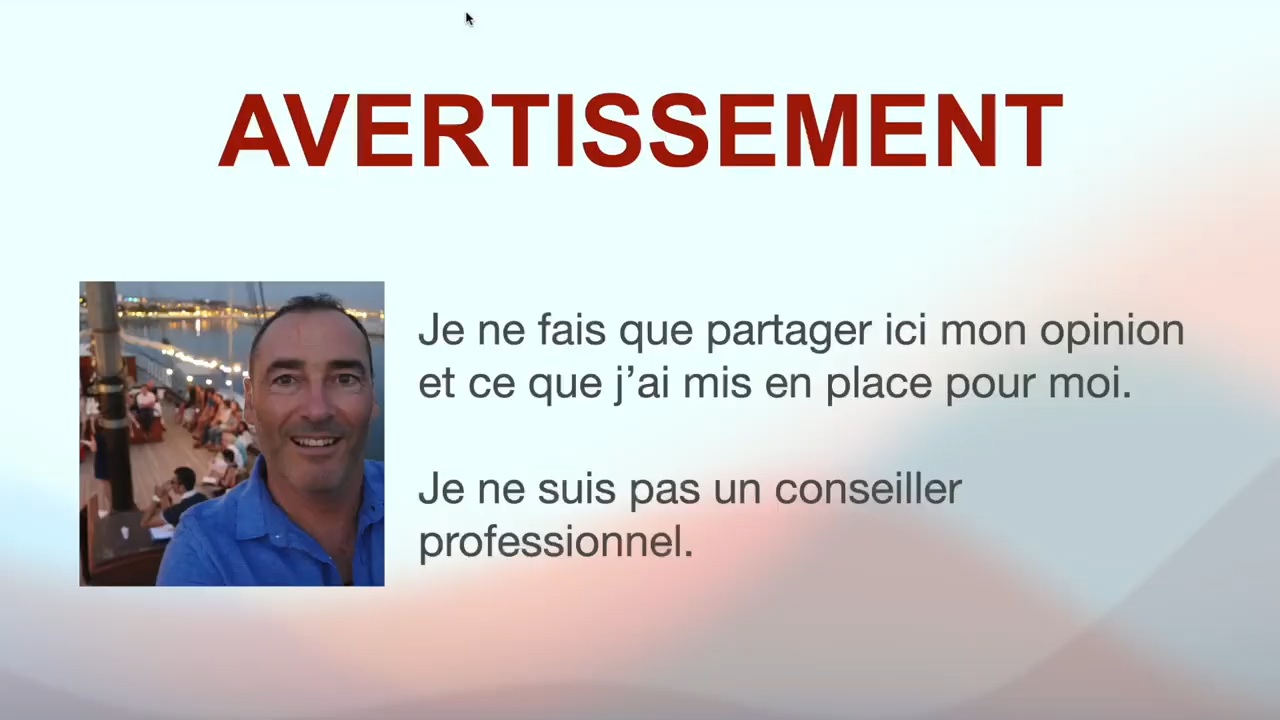 AVERTISSEMENT
Je ne fais que partager ici mon opinion
et ce que j’ai mis en place pour moi.
Je ne suis pas un conseiller
professionnel.